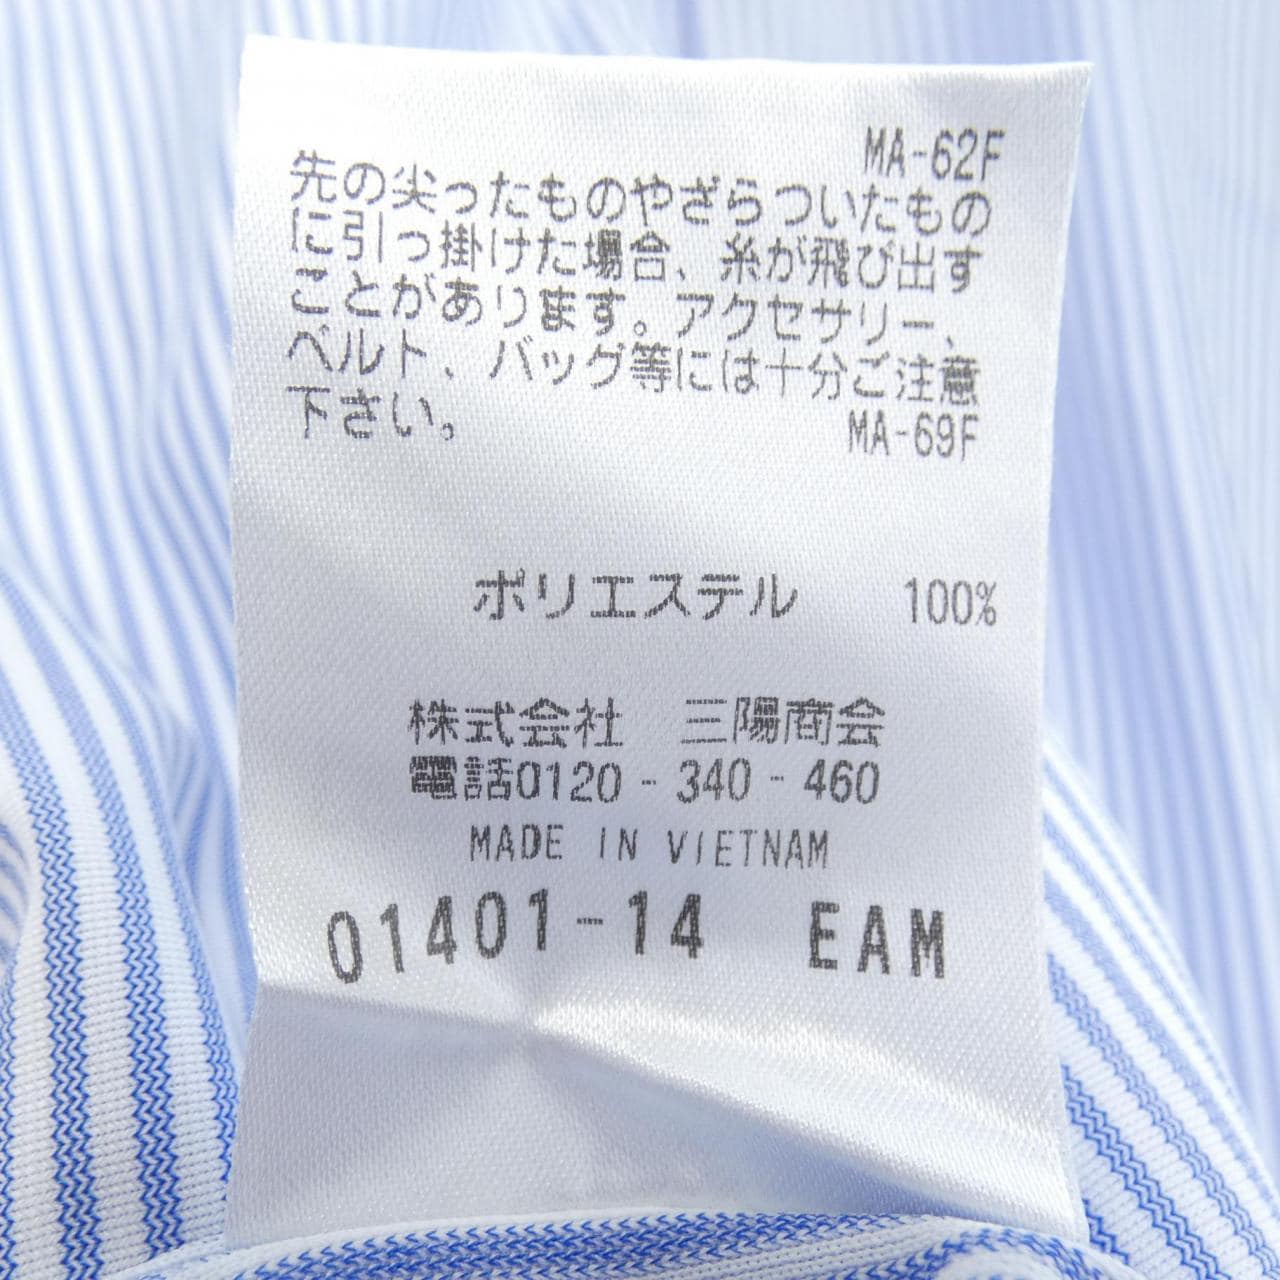 MA-62F
先の尖ったものやざらついたもの
に引っ掛けた場合、糸が飛び出す
ことがあります。アクセサリー、
ベルト、バッグ等には十分ご注意
下さい。
MA-69F
ポリエステル 100%
株式会社 三陽商会
電話0120-340-460
MADE IN VIETNAM
01401-14 EAM